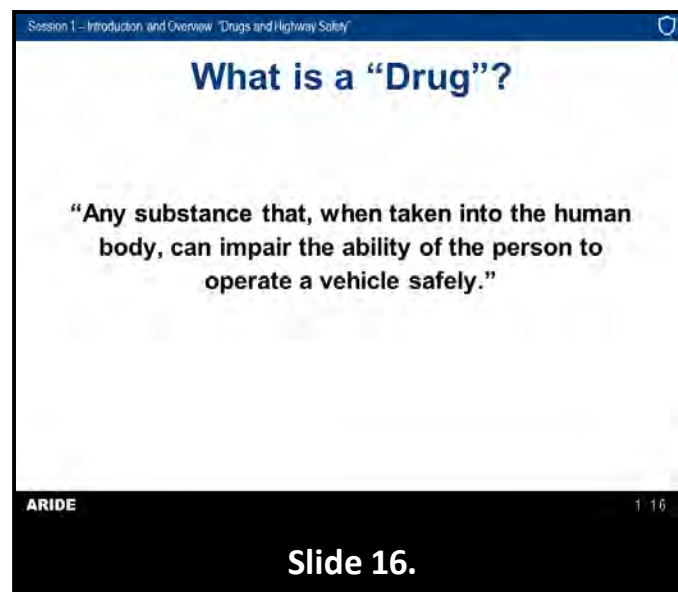 Session 1 – Introduction and Overview "Drugs and Highway Safety"
What is a “Drug”?
“Any substance that, when taken into the human
body, can impair the ability of the person to
operate a vehicle safely.”
ARIDE
1 16
Slide 16.